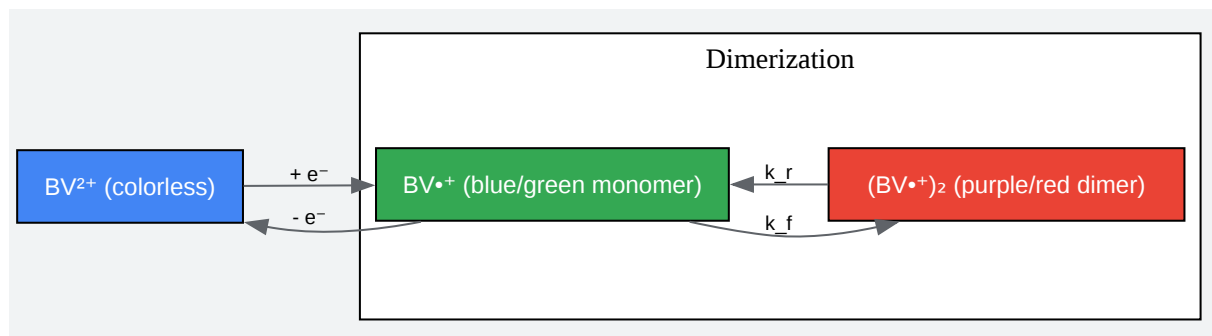 Dimerization
BV²⁺ (colorless)
+ e⁻
- e⁻
BV•⁺ (blue/green monomer)
k_r
k_f
(BV•⁺)₂ (purple/red dimer)